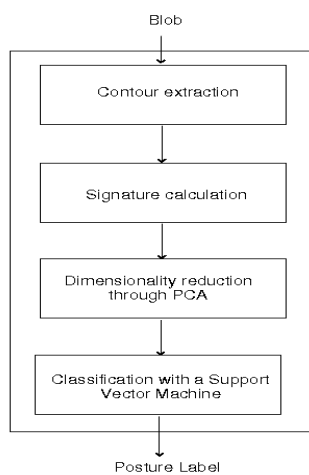 Blob
Contour extraction
Signature calculation
Dimensionality reduction
through PCA
Classification with a Support
Vector Machine
Posture Label